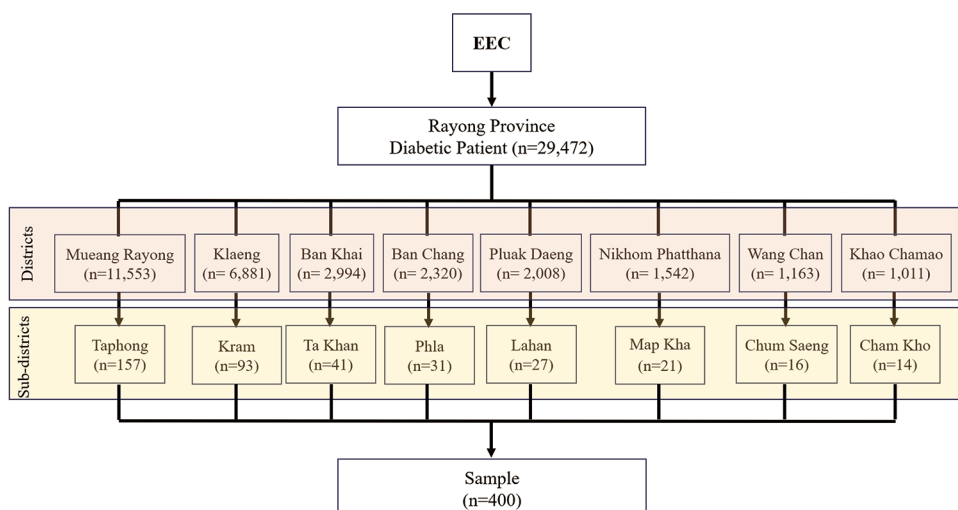 EEC
Rayong Province
Diabetic Patient (n=29,472)
Districts
Mueang Rayong
(n=11,553)
Klaeng
(n= 6,881)
Ban Khai
(n= 2,994)
Ban Chang
(n= 2,320)
Pluak Daeng
(n= 2,008)
Nikhom Phatthana
(n= 1,542)
Wang Chan
(n= 1,163)
Khao Chamao
(n= 1,011)
Sub-districts
Taphong
(n=157)
Kram
(n=93)
Ta Khan
(n=41)
Phla
(n=31)
Lahan
(n=27)
Map Kha
(n=21)
Chum Saeng
(n=16)
Cham Kho
(n=14)
Sample
(n=400)